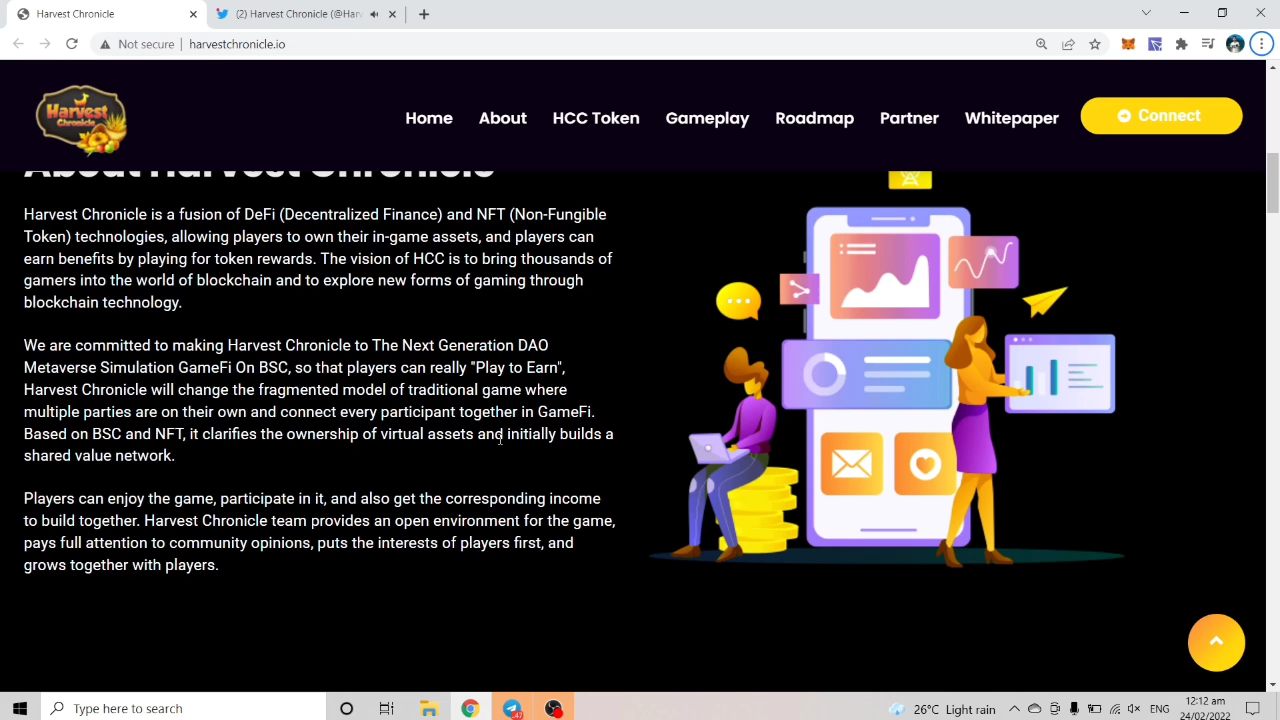 Harvest Chronicle
(2) Harvest Chronicle (@Har
Not secure
harvestchronicle.io
Harvest
Chronicle
Home
About
HCC Token
Gameplay
Roadmap
Partner
Whitepaper
Connect
About Harvest Chronicle
Harvest Chronicle is a fusion of DeFi (Decentralized Finance) and NFT (Non-Fungible
Token) technologies, allowing players to own their in-game assets, and players can
earn benefits by playing for token rewards. The vision of HCC is to bring thousands of
gamers into the world of blockchain and to explore new forms of gaming through
blockchain technology.
We are committed to making Harvest Chronicle to The Next Generation DAO
Metaverse Simulation GameFi On BSC, so that players can really "Play to Earn",
Harvest Chronicle will change the fragmented model of traditional game where
multiple parties are on their own and connect every participant together in GameFi.
Based on BSC and NFT, it clarifies the ownership of virtual assets and initially builds a
shared value network.
Players can enjoy the game, participate in it, and also get the corresponding income
to build together. Harvest Chronicle team provides an open environment for the game,
pays full attention to community opinions, puts the interests of players first, and
grows together with players.
Type here to search
26°C Light rain
ENG
12:12 am
24/02/2022